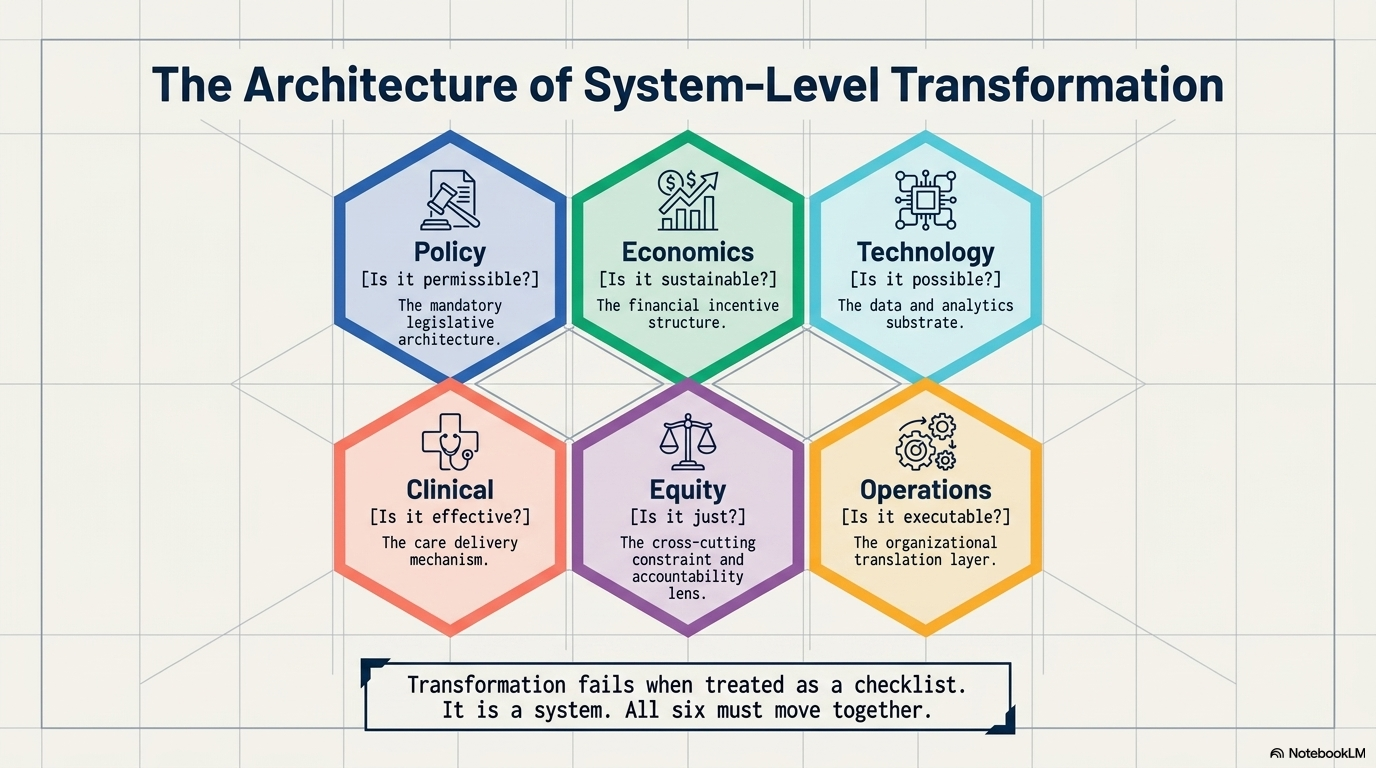 The Architecture of System-Level Transformation
Policy
[Is it permissible?]
The mandatory
legislative
architecture.
Economics
[Is it sustainable?]
The financial incentive
structure.
Technology
[Is it possible?]
The data and analytics
substrate.
Clinical
[Is it effective?]
The care delivery
mechanism.
Equity
[Is it just?]
The cross-cutting
constraint and
accountability
lens.
Operations
[Is it executable?]
The organizational
translation layer.
Transformation fails when treated as a checklist.
It is a system. All six must move together.
NotebookLM